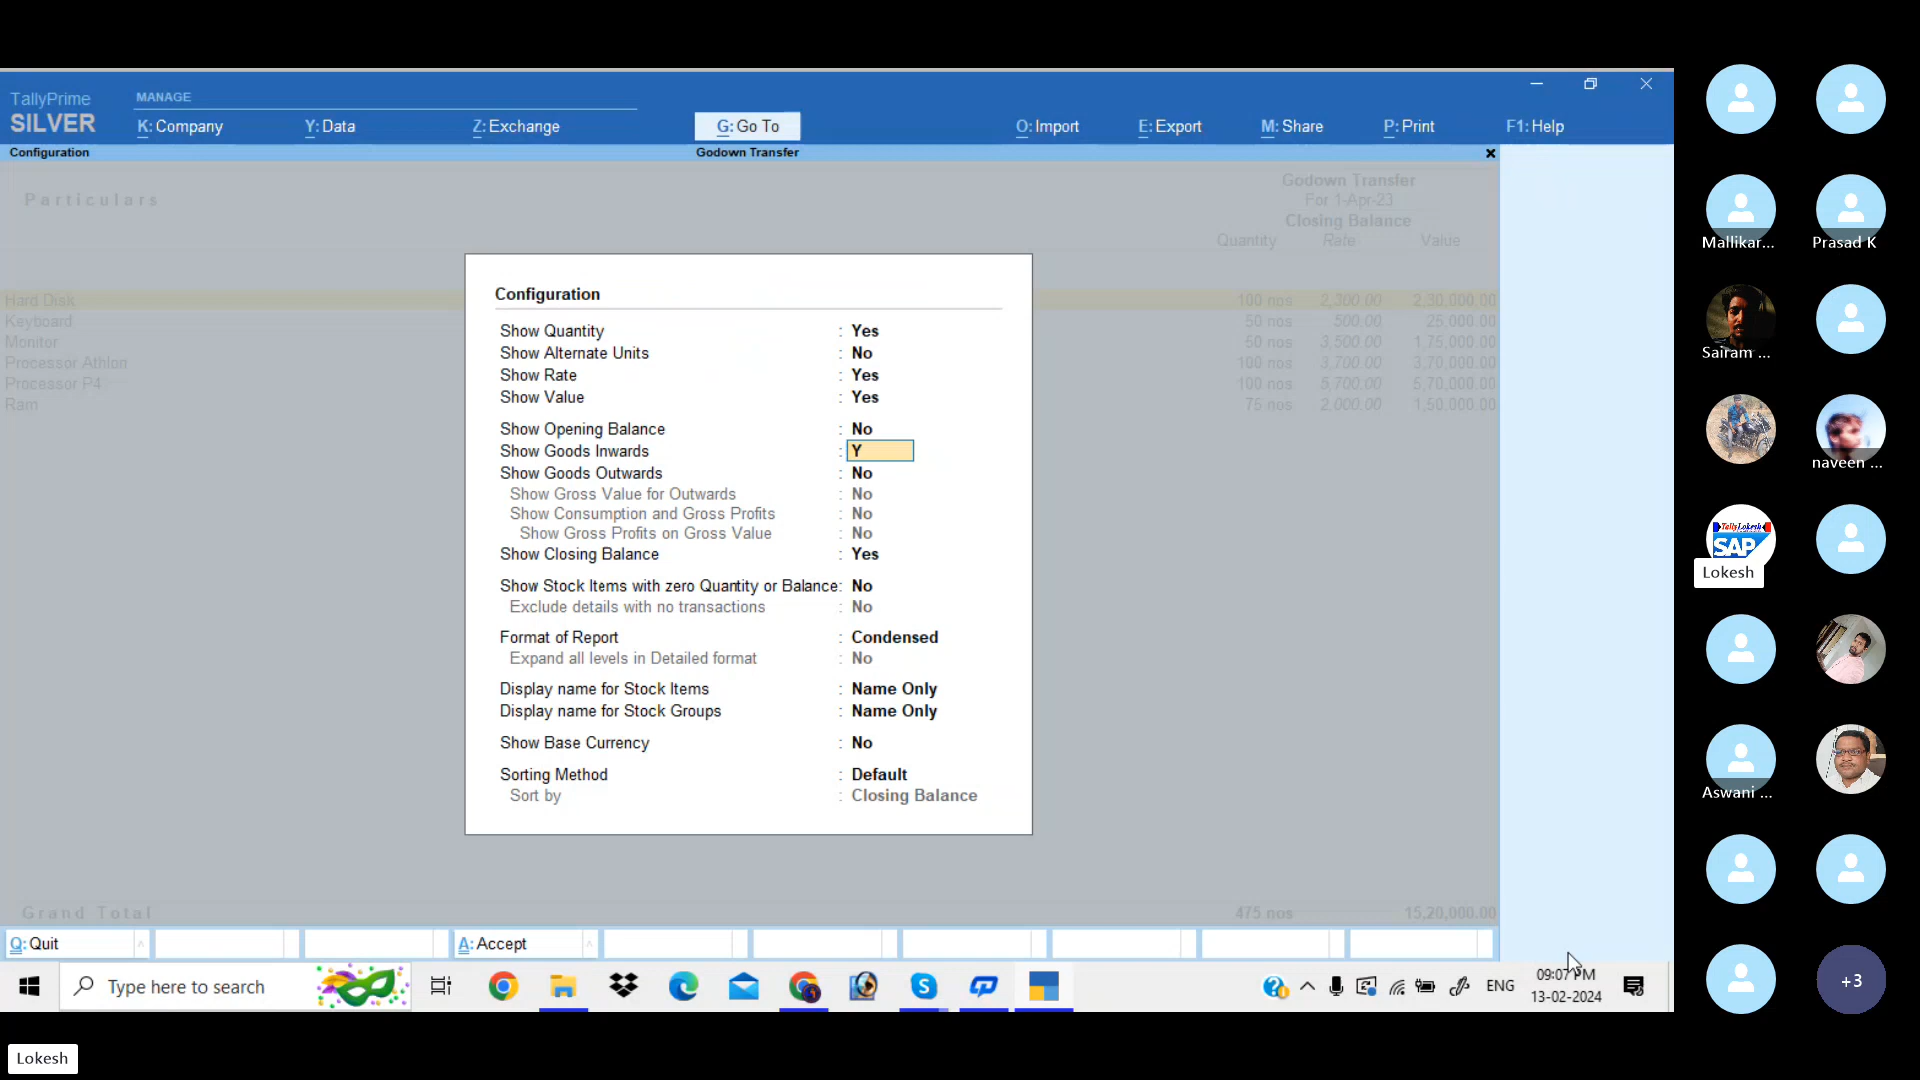 TallyPrime
SILVER
MANAGE
K: Company
Y: Data
Z: Exchange
G: Go To
O: Import
E: Export
M: Share
P: Print
F1: Help
Configuration
Godown Transfer
Particulars
Godown Transfer
For 1-Apr-23
Closing Balance
Quantity Rate Value
Hard Disk 100 nos 2,300.00 2,30,000.00
Keyboard 50 nos 500.00 25,000.00
Monitor 50 nos 3,500.00 1,75,000.00
Processor Athlon 100 nos 3,700.00 3,70,000.00
Processor P4 100 nos 5,700.00 5,70,000.00
Ram 75 nos 2,000.00 1,50,000.00
Configuration
Show Quantity : Yes
Show Alternate Units : No
Show Rate : Yes
Show Value : Yes
Show Opening Balance : No
Show Goods Inwards : Y
Show Goods Outwards : No
Show Gross Value for Outwards : No
Show Consumption and Gross Profits : No
Show Gross Profits on Gross Value : No
Show Closing Balance : Yes
Show Stock Items with zero Quantity or Balance: No
Exclude details with no transactions : No
Format of Report : Condensed
Expand all levels in Detailed format : No
Display name for Stock Items : Name Only
Display name for Stock Groups : Name Only
Show Base Currency : No
Sorting Method : Default
Sort by : Closing Balance
Grand Total 475 nos 15,20,000.00
Q: Quit
A: Accept
Type here to search
ENG
09:07 PM
13-02-2024
Mallikar...
Prasad K
Sairam ...
naveen ...
TallyLokesh
SAP
Lokesh
Aswani ...
+3
Lokesh